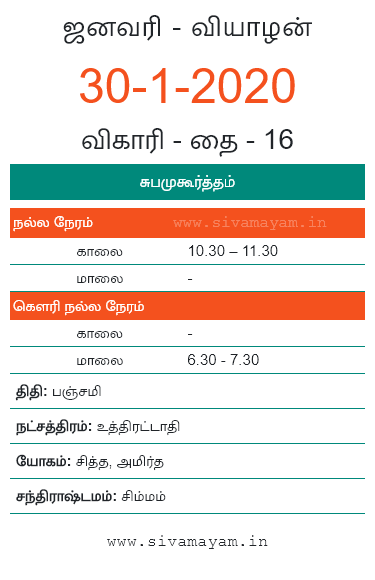 ஜனவரி - வியாழன்
30-1-2020
விகாரி - தை - 16
சுபமுகூர்த்தம்
நல்ல நேரம் www.sivamayam.in
காலை 10.30 – 11.30
மாலை -
கௌரி நல்ல நேரம்
காலை -
மாலை 6.30 - 7.30
திதி: பஞ்சமி
நட்சத்திரம்: உத்திரட்டாதி
யோகம்: சித்த, அமிர்த
சந்திராஷ்டமம்: சிம்மம்
www.sivamayam.in